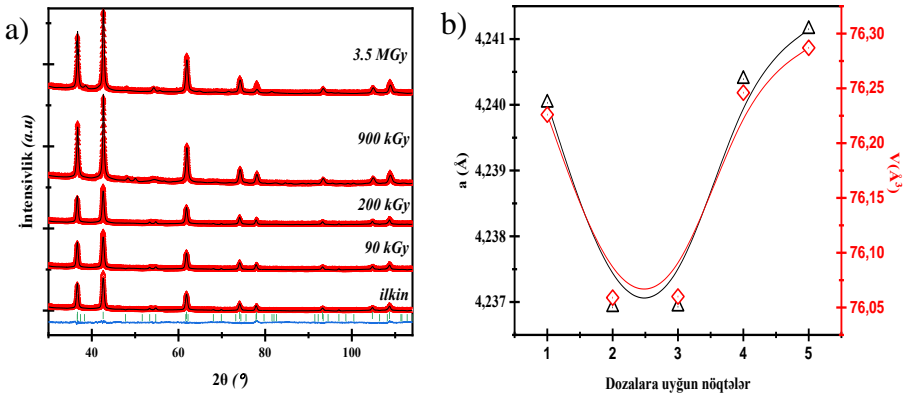 a)
İntensivlik (a.u)
3.5 MGy
900 kGy
200 kGy
90 kGy
ilkin
40 60 80 100
2θ (º)
b)
a (Å)
4,241
4,240
4,239
4,238
4,237
1 2 3 4 5
Dozalara uyğun nöqtələr
76,30
76,25
76,20
76,15
76,10
76,05
V(Å³)